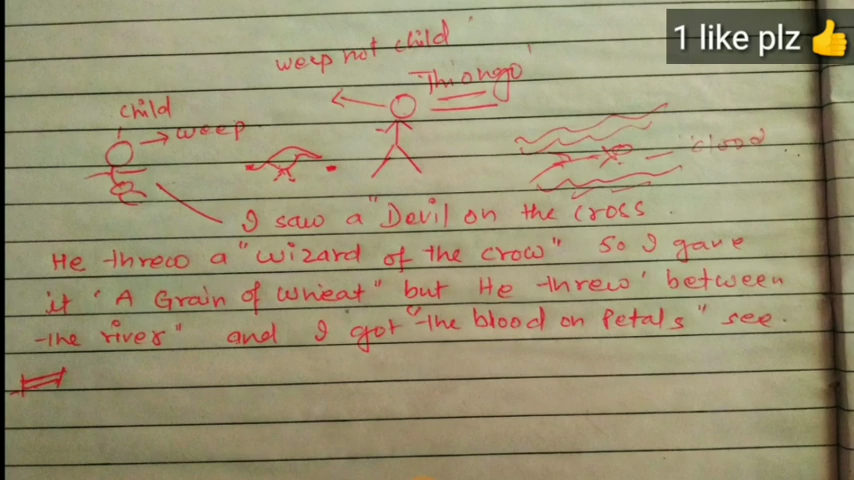 1 like plz 👍
weep not child
Thiongo
child
weep
blood
I saw a "Devil on the cross.
He threw a "wizard of the crow" so I gave
it 'A Grain of wheat" but He threw 'between
the river" and I got "the blood on Petals" see.